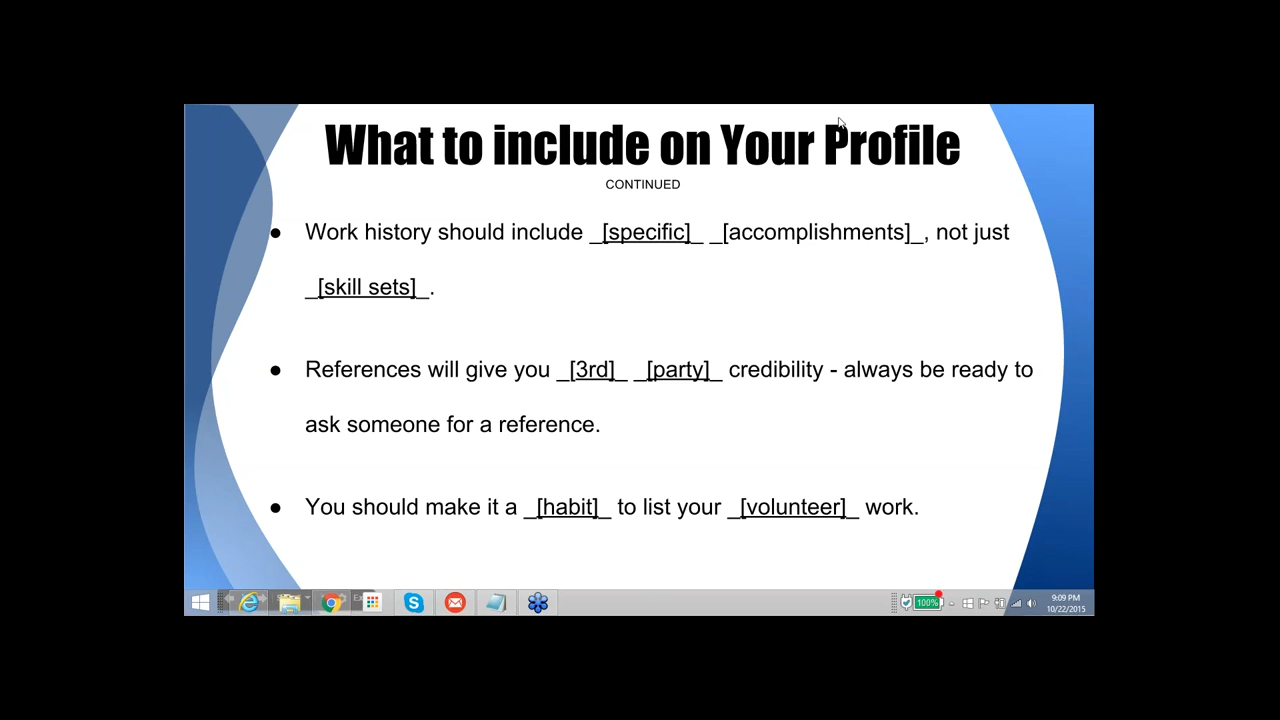 What to include on Your Profile
CONTINUED
● Work history should include _[specific]_ _[accomplishments]_, not just
_[skill sets]_.
● References will give you _[3rd]_ _[party]_ credibility - always be ready to
ask someone for a reference.
● You should make it a _[habit]_ to list your _[volunteer]_ work.
100%
9:09 PM
10/22/2015